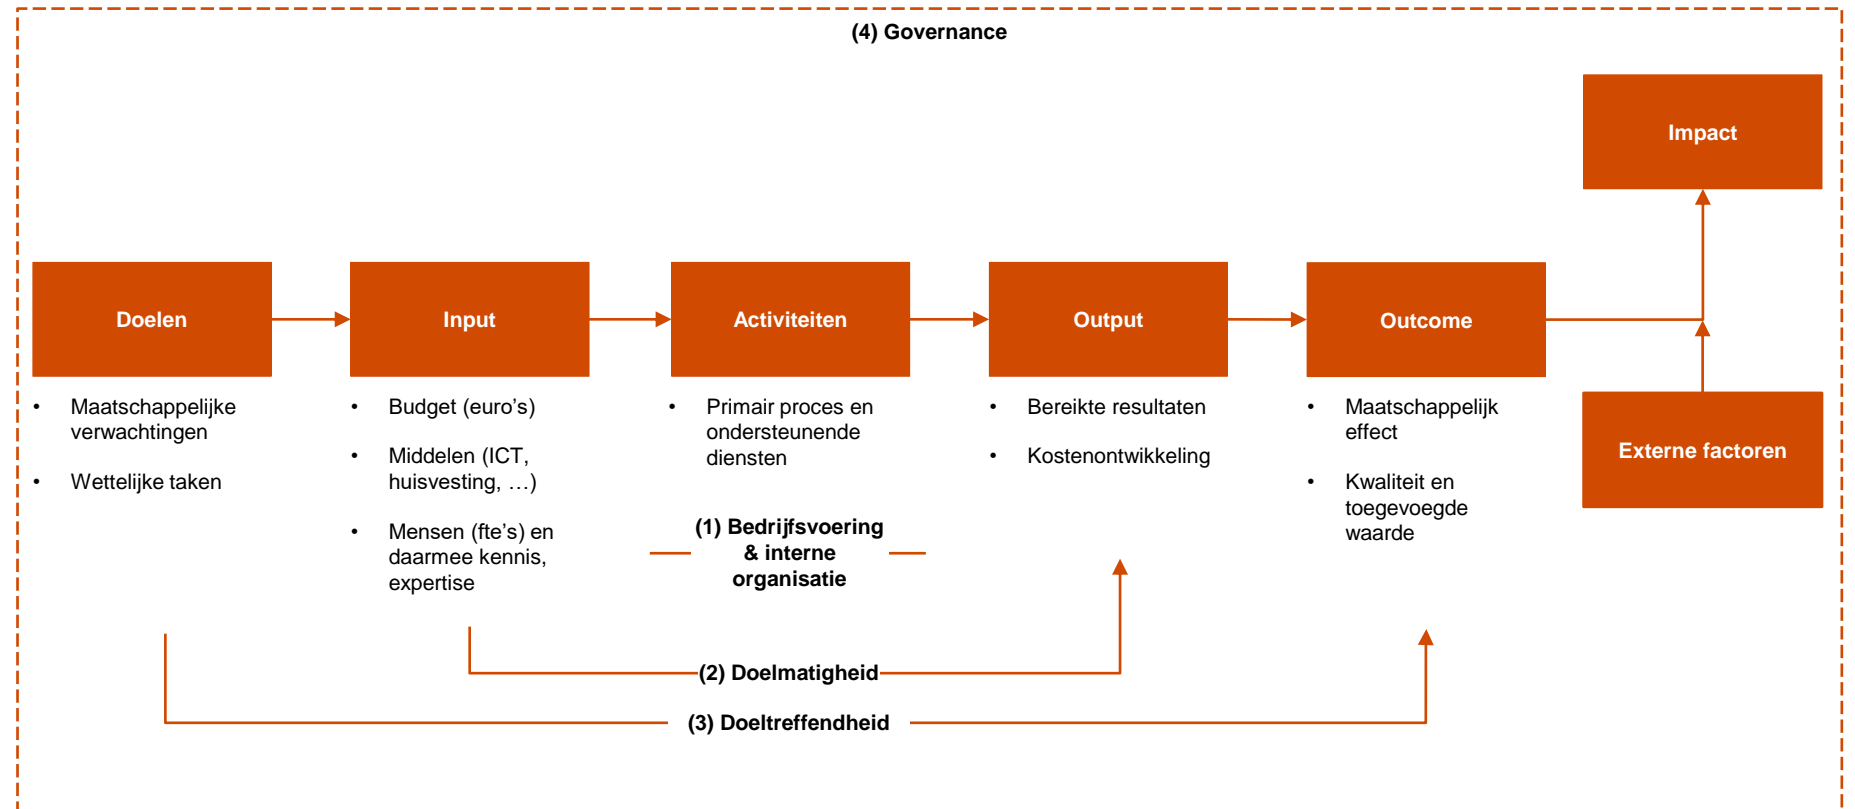 (4) Governance
Impact
Doelen
Input
Activiteiten
Output
Outcome
Externe factoren
• Maatschappelijke
verwachtingen
• Wettelijke taken
• Budget (euro’s)
• Middelen (ICT,
huisvesting, …)
• Mensen (fte’s) en
daarmee kennis,
expertise
• Primair proces en
ondersteunende
diensten
• Bereikte resultaten
• Kostenontwikkeling
• Maatschappelijk
effect
• Kwaliteit en
toegevoegde
waarde
(1) Bedrijfsvoering
& interne
organisatie
(2) Doelmatigheid
(3) Doeltreffendheid